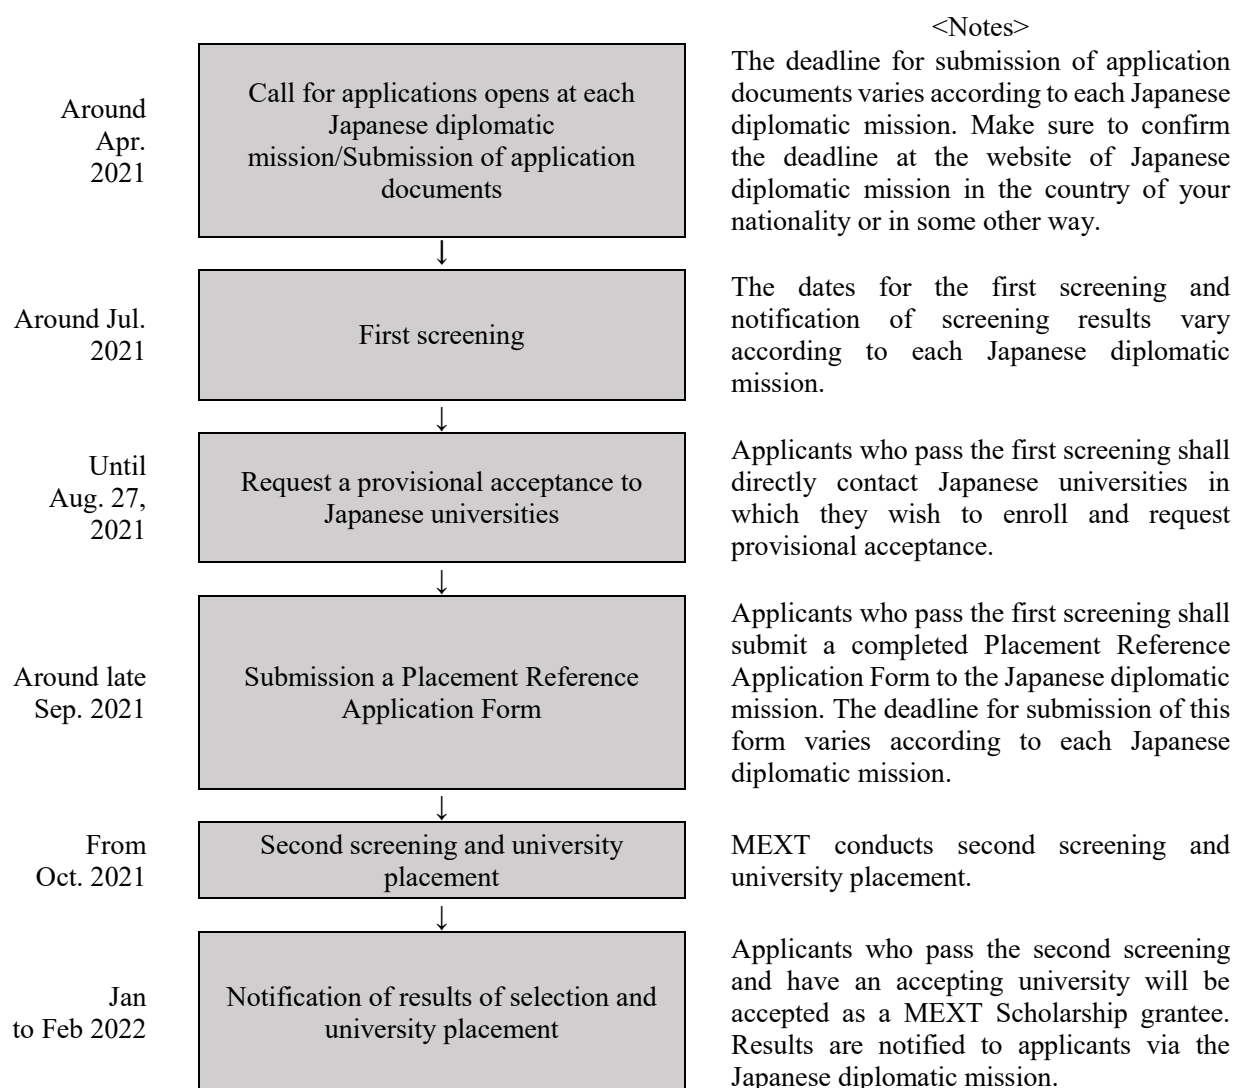 <Notes>
Around
Apr.
2021
Call for applications opens at each
Japanese diplomatic
mission/Submission of application
documents
The deadline for submission of application
documents varies according to each Japanese
diplomatic mission. Make sure to confirm
the deadline at the website of Japanese
diplomatic mission in the country of your
nationality or in some other way.
↓
Around Jul.
2021
First screening
The dates for the first screening and
notification of screening results vary
according to each Japanese diplomatic
mission.
↓
Until
Aug. 27,
2021
Request a provisional acceptance to
Japanese universities
Applicants who pass the first screening shall
directly contact Japanese universities in
which they wish to enroll and request
provisional acceptance.
↓
Around late
Sep. 2021
Submission a Placement Reference
Application Form
Applicants who pass the first screening shall
submit a completed Placement Reference
Application Form to the Japanese diplomatic
mission. The deadline for submission of this
form varies according to each Japanese
diplomatic mission.
↓
From
Oct. 2021
Second screening and university
placement
MEXT conducts second screening and
university placement.
↓
Jan
to Feb 2022
Notification of results of selection and
university placement
Applicants who pass the second screening
and have an accepting university will be
accepted as a MEXT Scholarship grantee.
Results are notified to applicants via the
Japanese diplomatic mission.